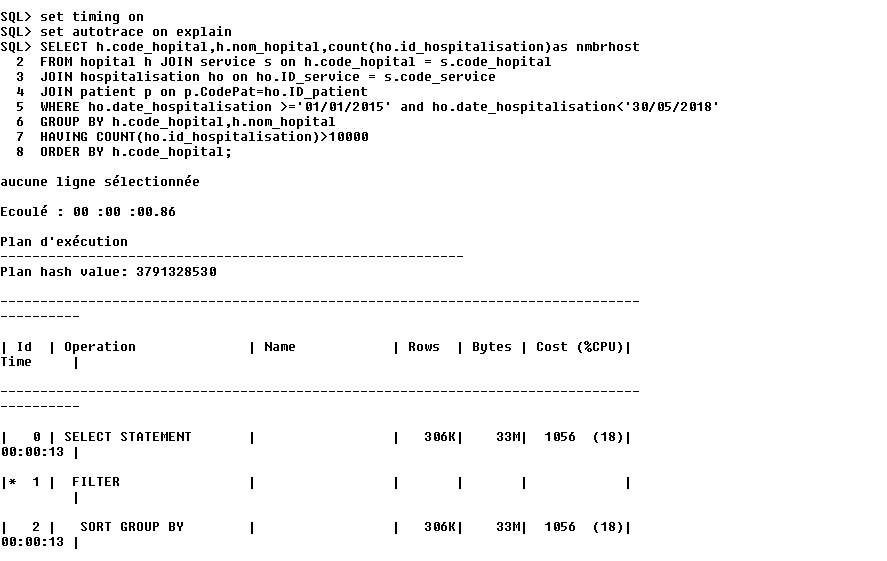 SQL> set timing on
SQL> set autotrace on explain
SQL> SELECT h.code_hopital,h.nom_hopital,count(ho.id_hospitalisation)as nmbrhost
  2  FROM hopital h JOIN service s on h.code_hopital = s.code_hopital
  3  JOIN hospitalisation ho on ho.ID_service = s.code_service
  4  JOIN patient p on p.CodePat=ho.ID_patient
  5  WHERE ho.date_hospitalisation >='01/01/2015' and ho.date_hospitalisation<'30/05/2018'
  6  GROUP BY h.code_hopital,h.nom_hopital
  7  HAVING COUNT(ho.id_hospitalisation)>10000
  8  ORDER BY h.code_hopital;
aucune ligne sélectionnée
Ecoulé : 00 :00 :00.86
Plan d'exécution
----------------------------------------------------------
Plan hash value: 3791328530
--------------------------------------------------------------------------------
----------
| Id  | Operation              | Name            | Rows  | Bytes | Cost (%CPU)|
Time     |
--------------------------------------------------------------------------------
----------
|   0 | SELECT STATEMENT       |                 |   306K|    33M|  1056  (18)|
00:00:13 |
|*  1 |  FILTER                |                 |       |       |            |
         |
|   2 |   SORT GROUP BY        |                 |   306K|    33M|  1056  (18)|
00:00:13 |